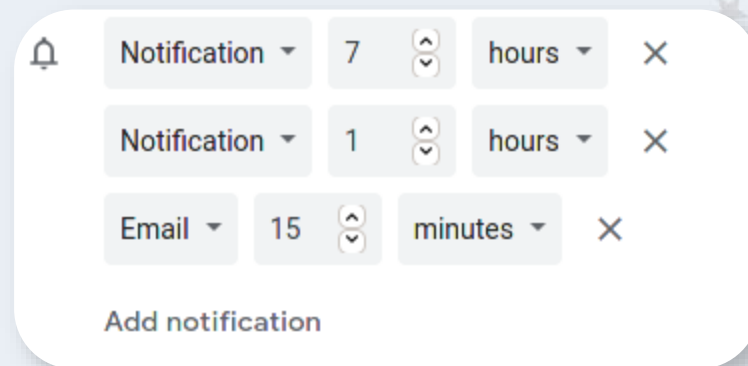 Notification 7 hours
Notification 1 hours
Email 15 minutes
Add notification